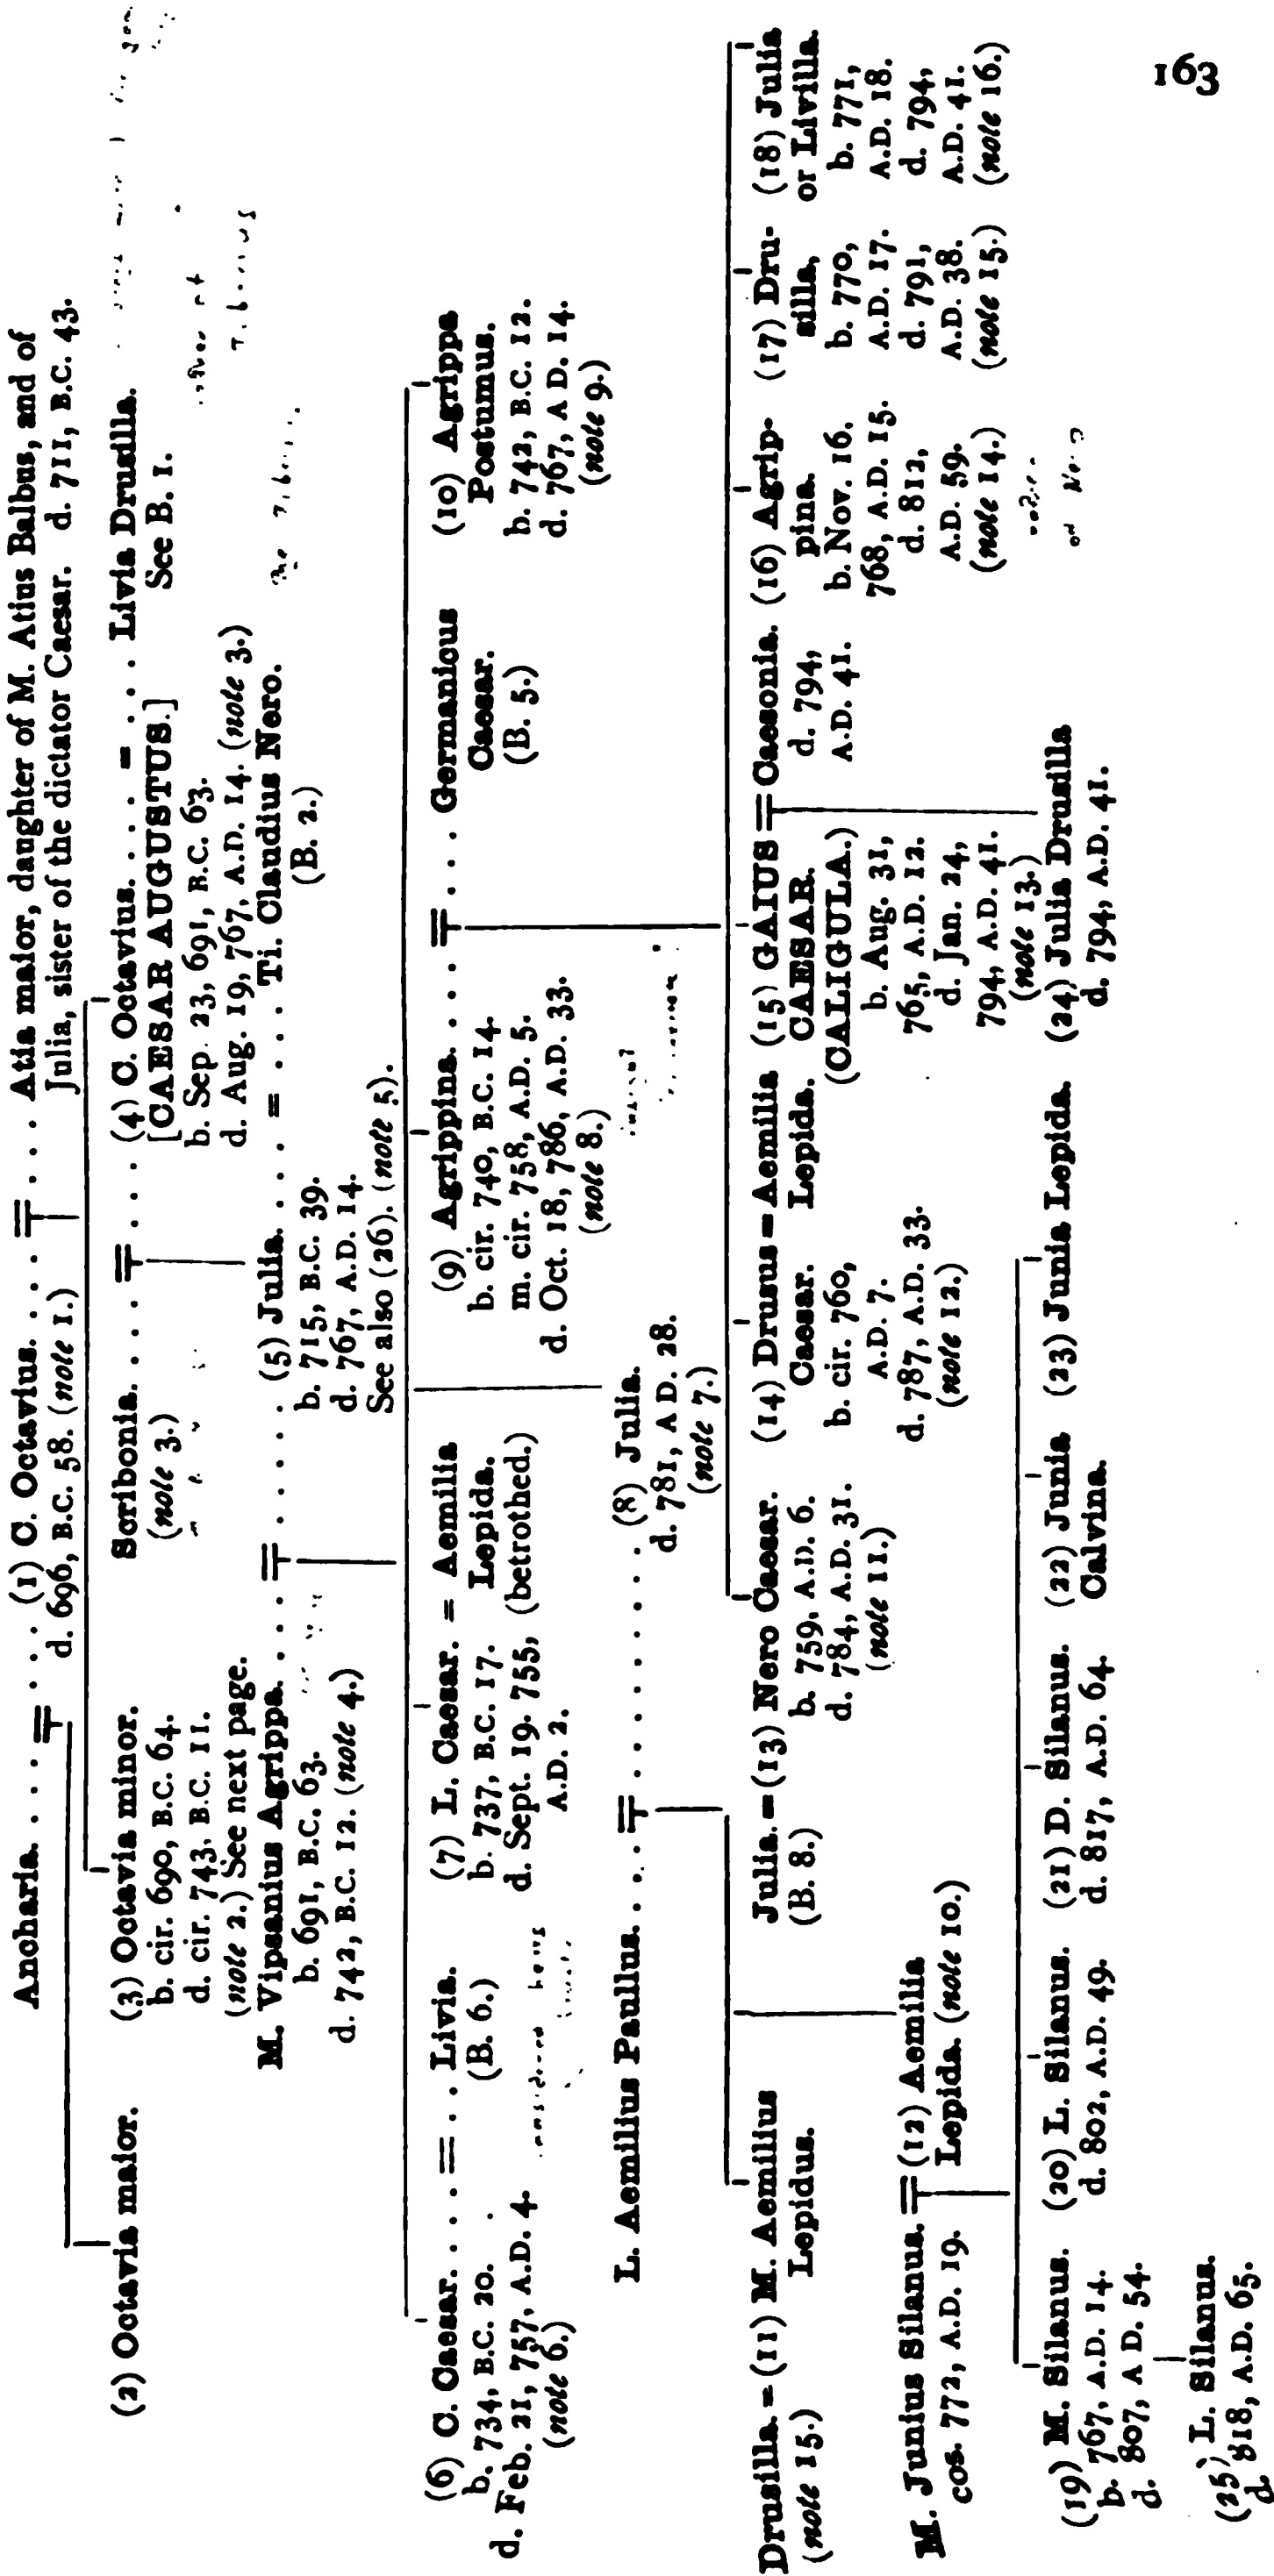 163
Ancharia. . . . . (1) C. Octavius. . . . . . . Atia maior, daughter of M. Atius Balbus, and of
d. 696, B.C. 58. (note 1.)
Julia, sister of the dictator Caesar. d. 711, B.C. 43.
(2) Octavia maior.
(3) Octavia minor.
b. cir. 690, B.C. 64.
d. cir. 743, B.C. 11.
(note 2.) See next page.
Scribonia. . . . . . . (4) C. Octavius. . . . = . . . Livia Drusilla.
(note 3.)
[CAESAR AUGUSTUS.]
See B. 1.
b. Sep. 23, 691, B.C. 63.
d. Aug. 19, 767, A.D. 14. (note 3.)
M. Vipsanius Agrippa. . . . . . . . . . (5) Julia. . . . = . . . . Ti. Claudius Nero.
b. 691, B.C. 63.
d. 742, B.C. 12. (note 4.)
b. 715, B.C. 39.
d. 767, A.D. 14.
See also (26). (note 5).
(B. 2.)
(6) C. Caesar. . . . = . . Livia.
b. 734, B.C. 20.
d. Feb. 21, 757, A.D. 4.
(note 6.)
(B. 6.)
(7) L. Caesar. = Aemilia
b. 737, B.C. 17.
Lepida.
d. Sept. 19. 755, (betrothed.)
A.D. 2.
(9) Agrippina. . . . . . . Germanicus
b. cir. 740, B.C. 14.
m. cir. 758, A.D. 5.
d. Oct. 18, 786, A.D. 33.
(note 8.)
Caesar.
(B. 5.)
(10) Agrippa
Postumus.
b. 742, B.C. 12.
d. 767, A D. 14.
(note 9.)
L. Aemilius Paullus. . . . . . . . . . . . (8) Julia.
d. 781, A D. 28.
(note 7.)
Drusilla. = (11) M. Aemilius
(note 15.)
Lepidus.
Julia. = (13) Nero Caesar.
(B. 8.)
b. 759. A.D. 6.
d. 784, A.D. 31.
(note 11.)
(14) Drusus = Aemilia
Caesar.
Lepida.
b. cir. 760,
A.D. 7.
d. 787, A.D. 33.
(note 12.)
(15) GAIUS = Caesonia.
CAESAR.
(CALIGULA.)
b. Aug. 31,
765, A.D. 12.
d. Jan. 24,
794, A.D. 41.
(note 13.)
d. 794,
A.D. 41.
(16) Agrip-
pina.
b. Nov. 16.
768, A.D. 15.
d. 812,
A.D. 59.
(note 14.)
(17) Dru-
silla,
b. 770,
A.D. 17.
d. 791,
A.D. 38.
(note 15.)
(18) Julia
or Livilla.
b. 771,
A.D. 18.
d. 794,
A.D. 41.
(note 16.)
M. Junius Silanus. = (12) Aemilia
cos. 772, A.D. 19.
Lepida. (note 10.)
(24) Julia Drusilla
d. 794, A.D. 41.
(19) M. Silanus.
b. 767, A.D. 14.
d. 807, A D. 54.
(20) L. Silanus.
d. 802, A.D. 49.
(21) D. Silanus.
d. 817, A.D. 64.
(22) Junia
Calvina.
(23) Junia Lepida.
(25) L. Silanus.
d. 818, A.D. 65.